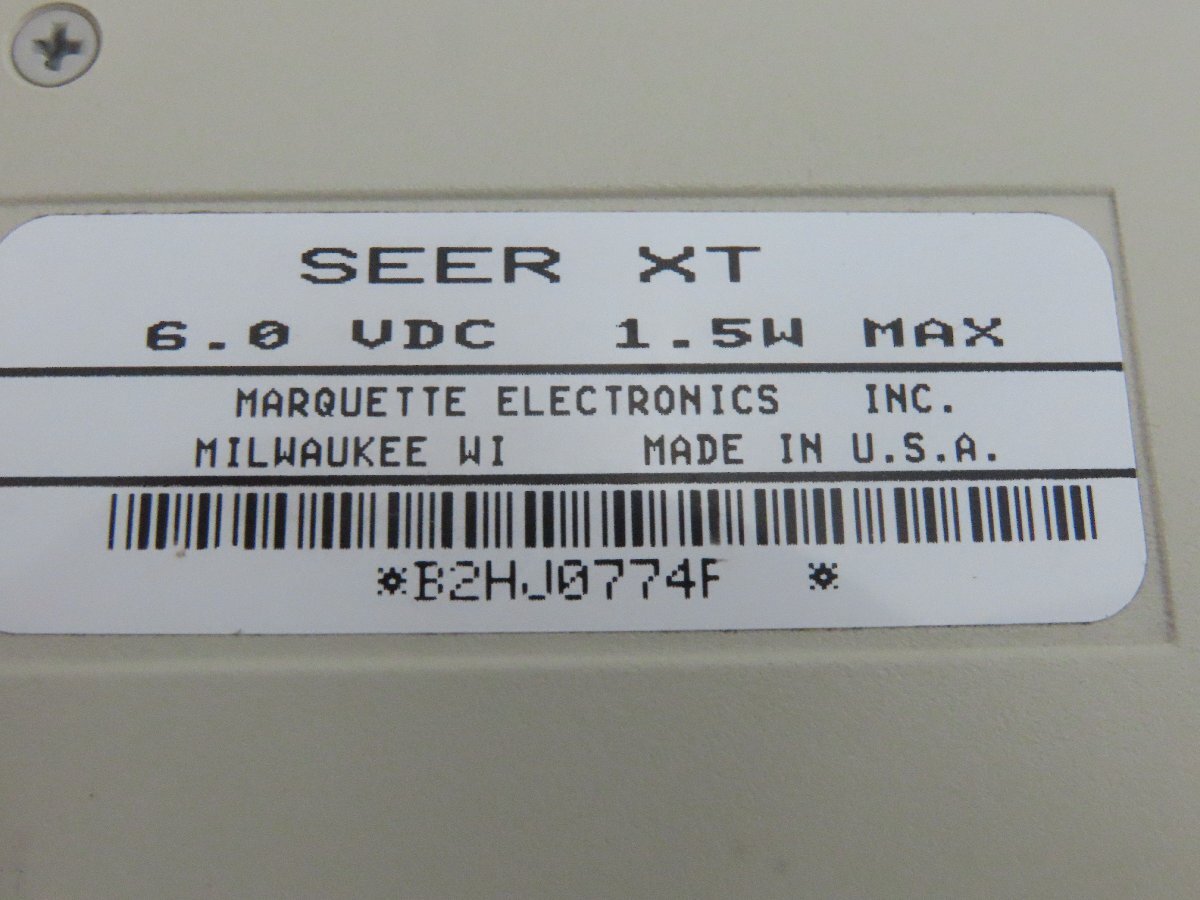 SEER XT
6.0 VDC 1.5W MAX
MARQUETTE ELECTRONICS INC.
MILWAUKEE WI MADE IN U.S.A.
*B2HJ0774F *